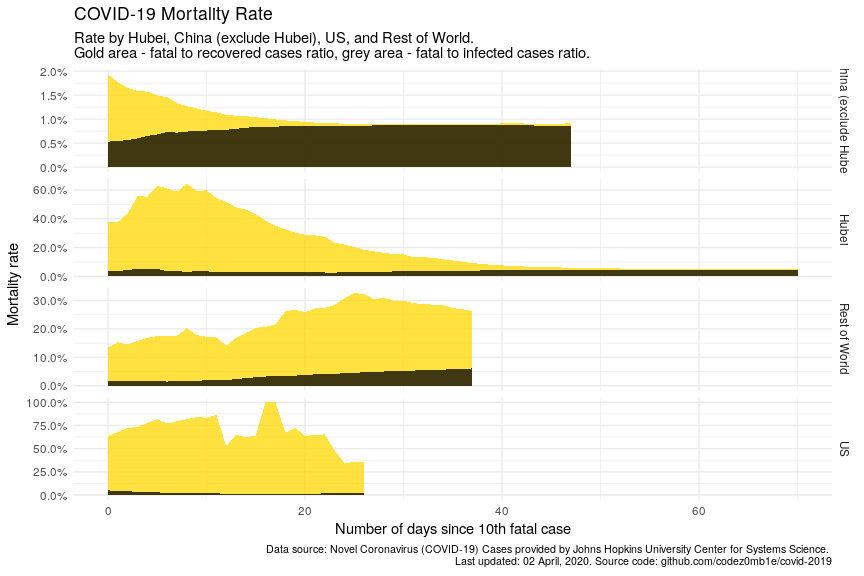 COVID-19 Mortality Rate
Rate by Hubei, China (exclude Hubei), US, and Rest of World.
Gold area - fatal to recovered cases ratio, grey area - fatal to infected cases ratio.
Mortality rate
2.0%
1.5%
1.0%
0.5%
0.0%
hina (exclude Hube
60.0%
40.0%
20.0%
0.0%
Hubei
30.0%
20.0%
10.0%
0.0%
Rest of World
100.0%
75.0%
50.0%
25.0%
0.0%
US
0 20 40 60
Number of days since 10th fatal case
Data source: Novel Coronavirus (COVID-19) Cases provided by Johns Hopkins University Center for Systems Science.
Last updated: 02 April, 2020. Source code: github.com/codez0mb1e/covid-2019